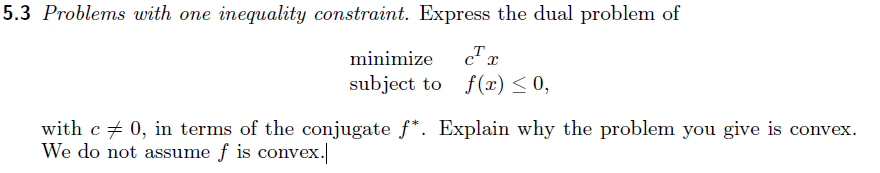 5.3 Problems with one inequality constraint. Express the dual problem of
minimize c^T x
subject to f(x) ≤ 0,
with c ≠ 0, in terms of the conjugate f*. Explain why the problem you give is convex.
We do not assume f is convex.